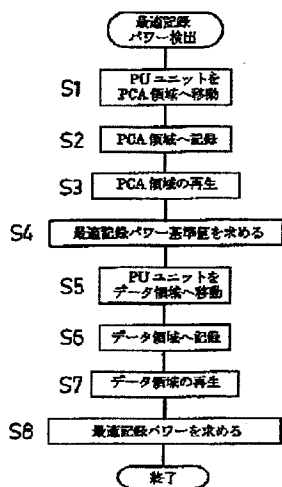 最適記録
パワー検出
S1
PUユニットを
PCA領域へ移動
S2
PCA領域へ記録
S3
PCA領域の再生
S4
最適記録パワー基準値を求める
S5
PUユニットを
データ領域へ移動
S6
データ領域へ記録
S7
データ領域の再生
S8
最適記録パワーを求める
終了